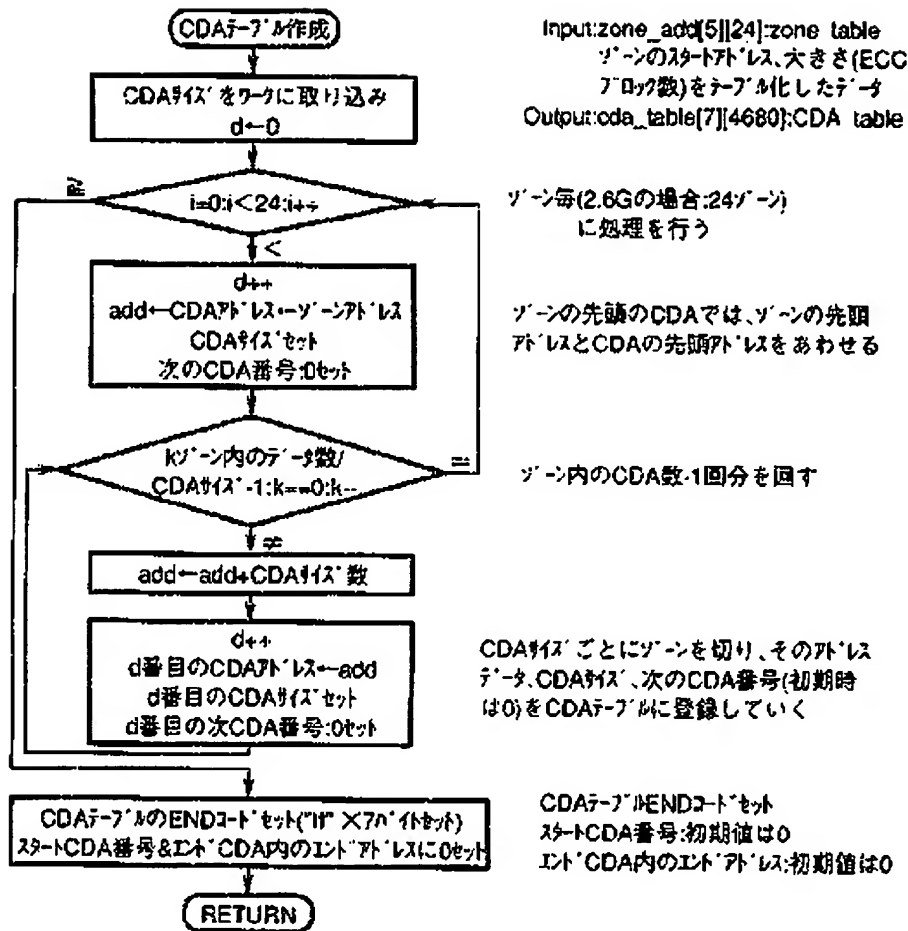 CDAテーブル作成
CDAサイズをワークに取り込み
d←0
≧
i=0:i<24:i++
<
d++
add←CDAアドレス←ゾーンアドレス
CDAサイズセット
次のCDA番号:0セット
kゾーン内のデータ数/
CDAサイズ-1:k==0:k--
=
≠
add←add+CDAサイズ数
d++
d番目のCDAアドレス←add
d番目のCDAサイズセット
d番目の次CDA番号:0セット
CDAテーブルのENDコードセット("ff"×7バイトセット)
スタートCDA番号&エンドCDA内のエンドアドレスに0セット
RETURN
Input:zone_add[5][24]:zone table
ゾーンのスタートアドレス、大きさ(ECC
ブロック数)をテーブル化したデータ
Output:cda_table[7][4680]:CDA table
ゾーン毎(2.6Gの場合:24ゾーン)
に処理を行う
ゾーンの先頭のCDAでは、ゾーンの先頭
アドレスとCDAの先頭アドレスをあわせる
ゾーン内のCDA数-1回分を回す
CDAサイズごとにゾーンを切り、そのアドレス
データ、CDAサイズ、次のCDA番号(初期時
は0)をCDAテーブルに登録していく
CDAテーブルENDコードセット
スタートCDA番号:初期値は0
エンドCDA内のエンドアドレス:初期値は0